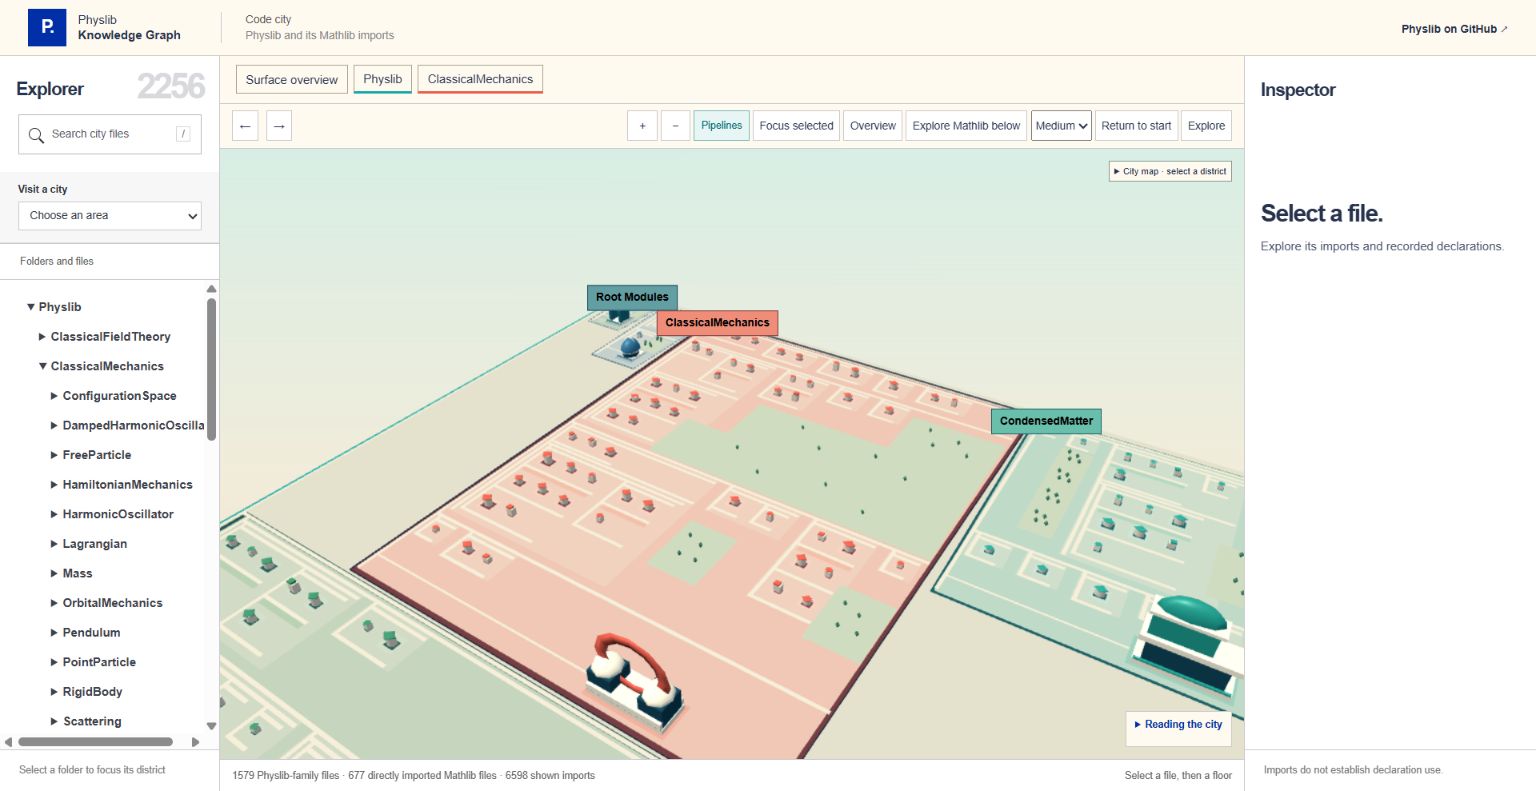 P.
Physlib
Knowledge Graph
Code city
Physlib and its Mathlib imports
Physlib on GitHub ↗
Explorer
2256
Search city files
/
Visit a city
Choose an area
Folders and files
▼ Physlib
▶ ClassicalFieldTheory
▼ ClassicalMechanics
▶ ConfigurationSpace
▶ DampedHarmonicOscilla
▶ FreeParticle
▶ HamiltonianMechanics
▶ HarmonicOscillator
▶ Lagrangian
▶ Mass
▶ OrbitalMechanics
▶ Pendulum
▶ PointParticle
▶ RigidBody
▶ Scattering
Select a folder to focus its district
Surface overview
Physlib
ClassicalMechanics
← →
+ − Pipelines Focus selected Overview Explore Mathlib below Medium Return to start Explore
▶ City map · select a district
Root Modules
ClassicalMechanics
CondensedMatter
▶ Reading the city
1579 Physlib-family files · 677 directly imported Mathlib files · 6598 shown imports
Select a file, then a floor
Inspector
Select a file.
Explore its imports and recorded declarations.
Imports do not establish declaration use.